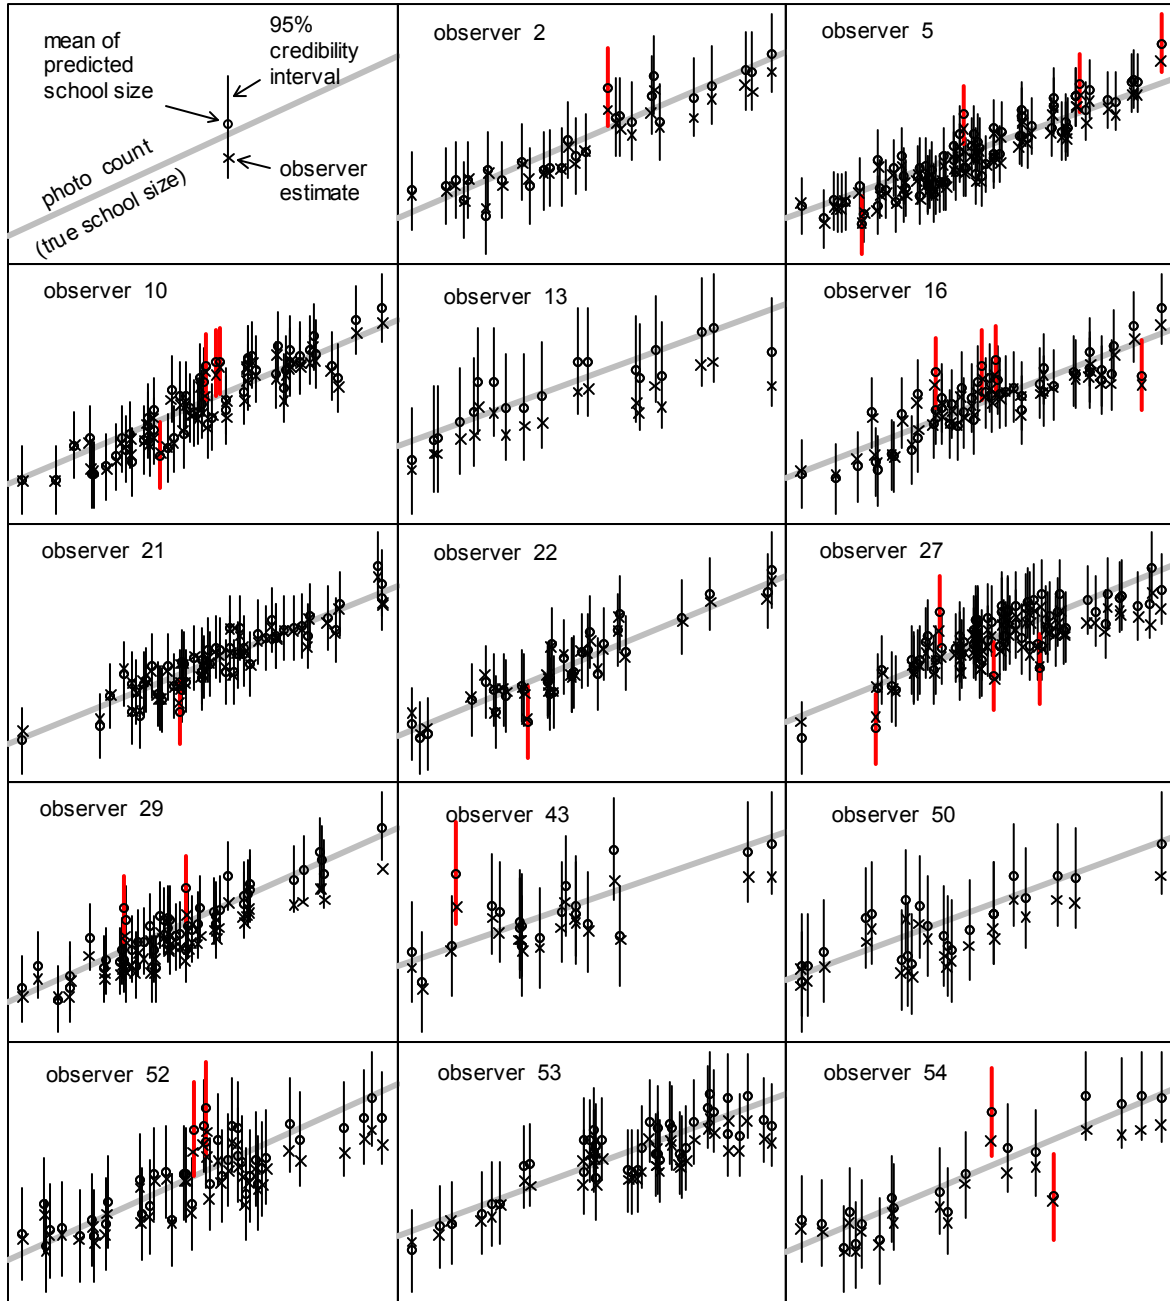 mean of
predicted
school size
95%
credibility
interval
photo count
(true school size)
observer
estimate
observer 2
observer 5
observer 10
observer 13
observer 16
observer 21
observer 22
observer 27
observer 29
observer 43
observer 50
observer 52
observer 53
observer 54